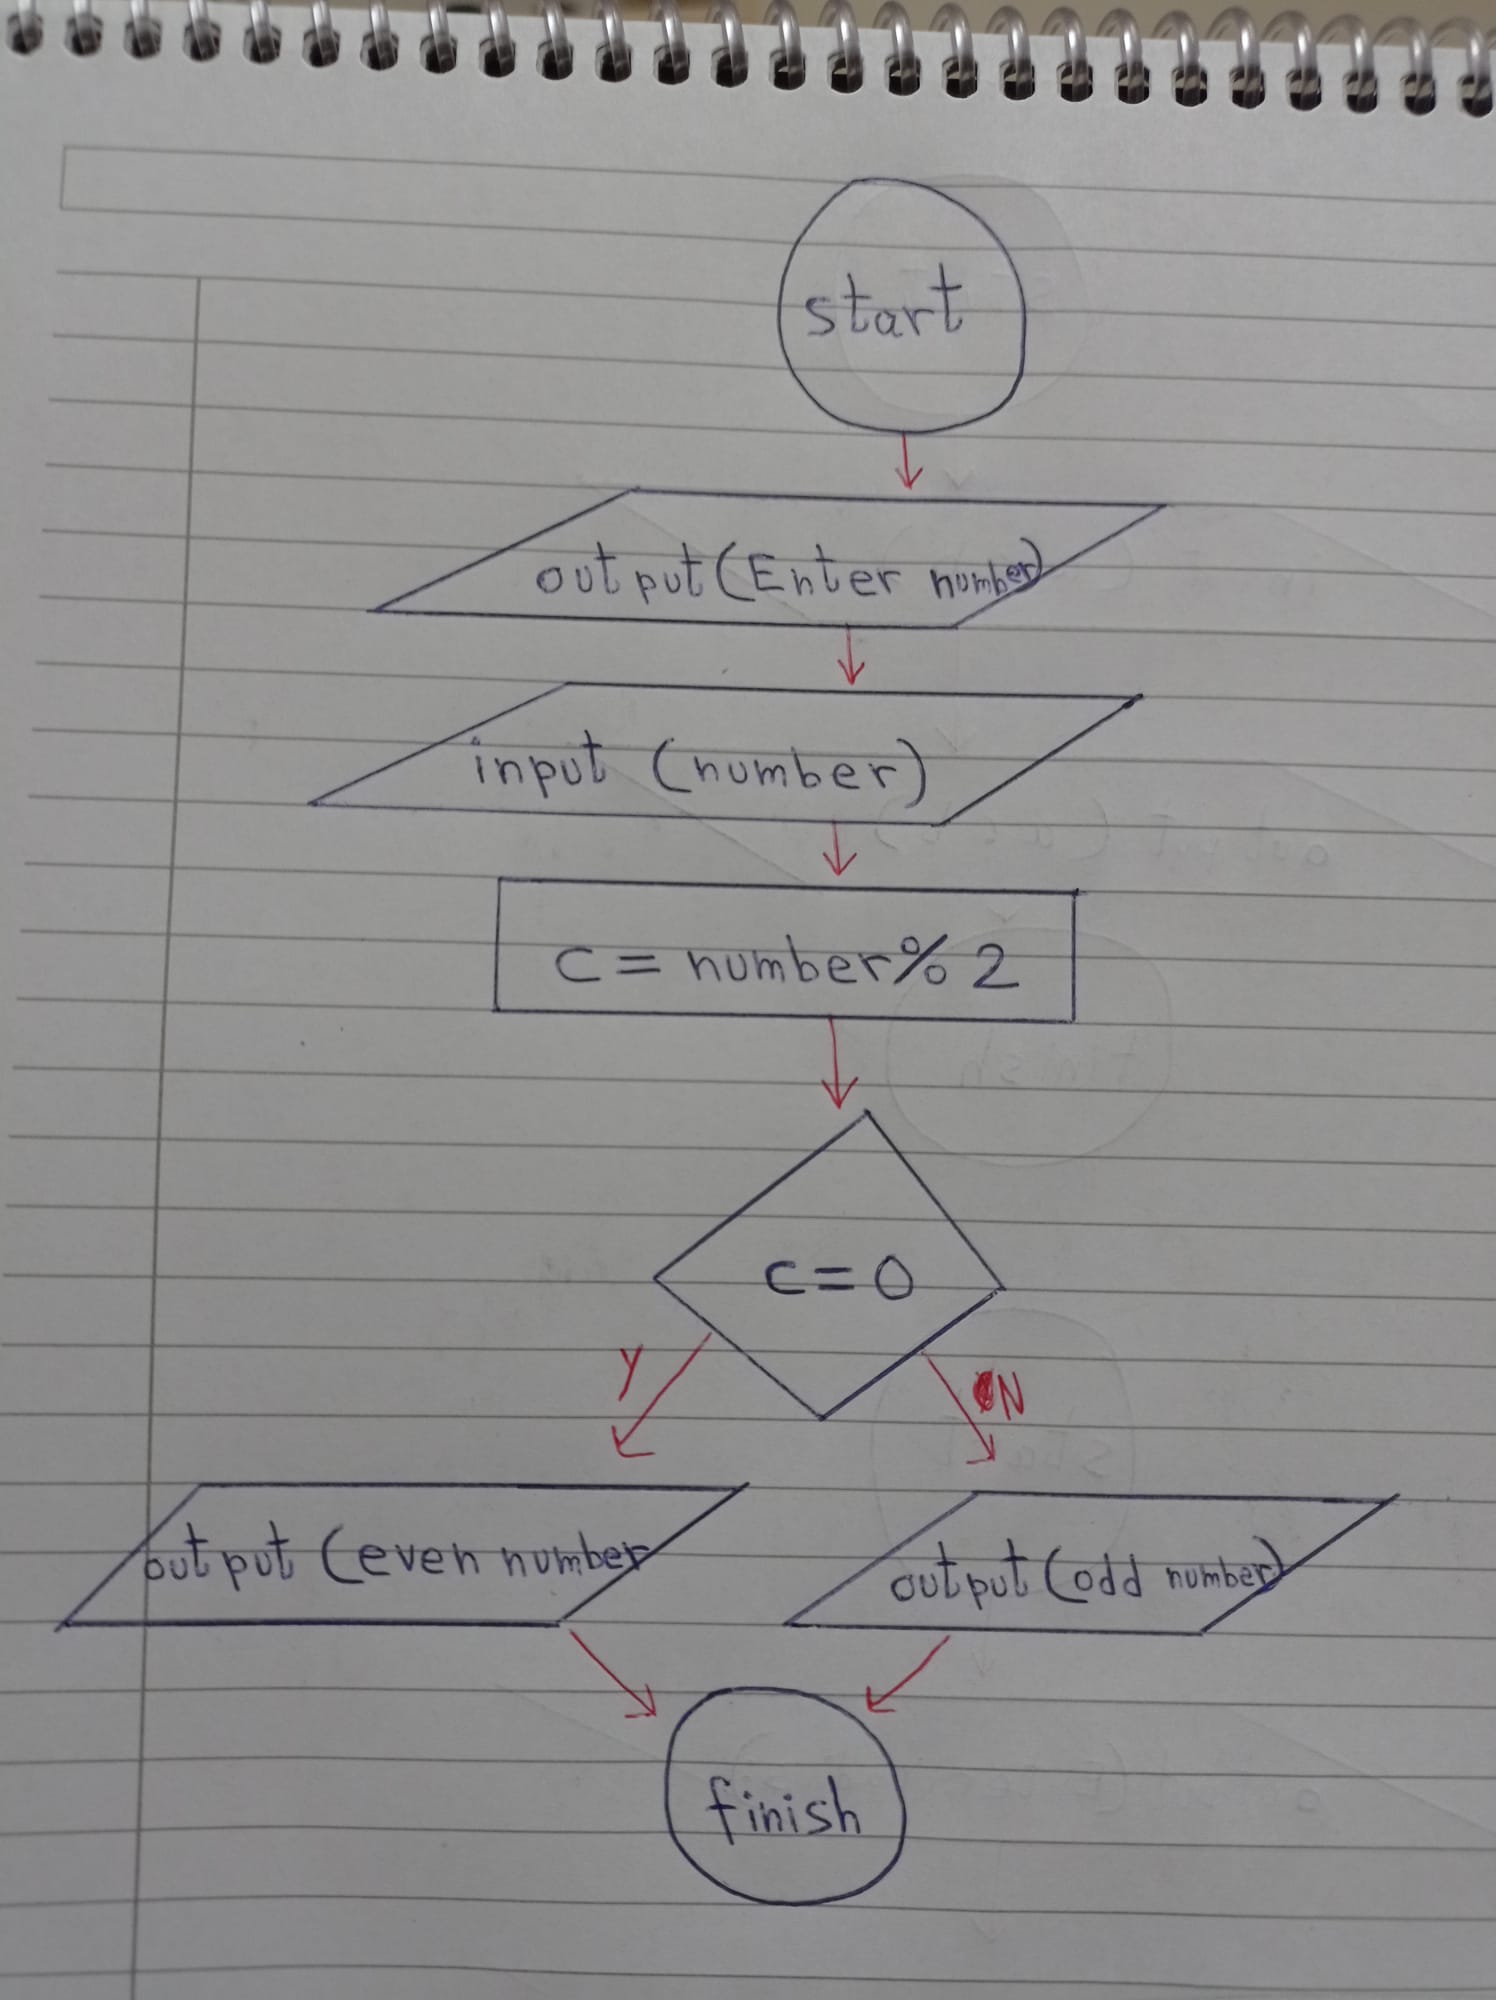 start
output(Enter number)
input (number)
c = number % 2
c = 0
Y
N
output (even number
output (odd number)
finish